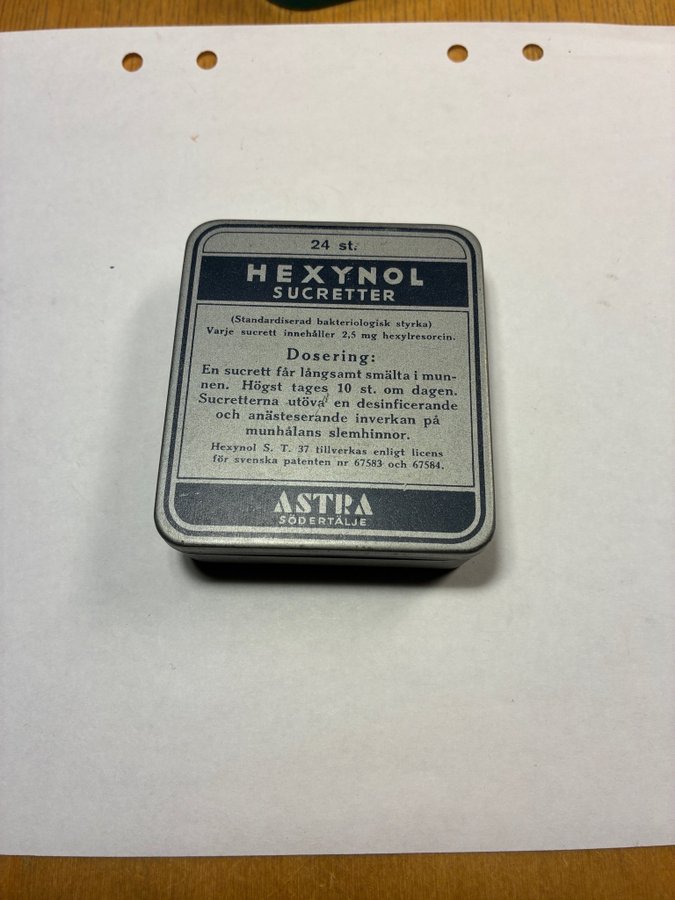 24 st.
HEXYNOL
SUCRETTER
(Standardiserad bakteriologisk styrka)
Varje sucrett innehåller 2,5 mg hexylresorcin.
Dosering:
En sucrett får långsamt smälta i mun-
nen. Högst tages 10 st. om dagen.
Sucretterna utöva en desinficerande
och anästeserande inverkan på
munhålans slemhinnor.
Hexynol S. T. 37 tillverkas enligt licens
för svenska patenten nr 67583 och 67584.
ASTRA
SÖDERTÄLJE